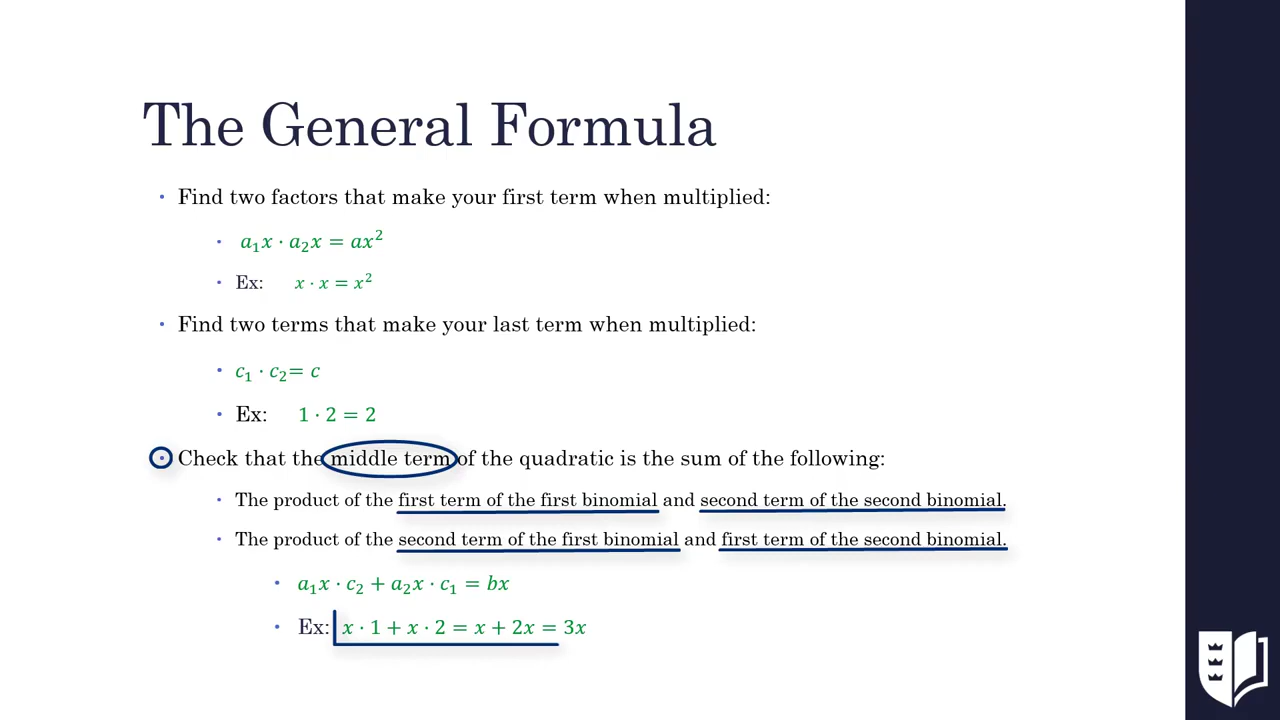 The General Formula
• Find two factors that make your first term when multiplied:
• a₁x · a₂x = ax²
• Ex: x · x = x²
• Find two terms that make your last term when multiplied:
• c₁ · c₂= c
• Ex: 1 · 2 = 2
• Check that the middle term of the quadratic is the sum of the following:
• The product of the first term of the first binomial and second term of the second binomial.
• The product of the second term of the first binomial and first term of the second binomial.
• a₁x · c₂ + a₂x · c₁ = bx
• Ex: x · 1 + x · 2 = x + 2x = 3x